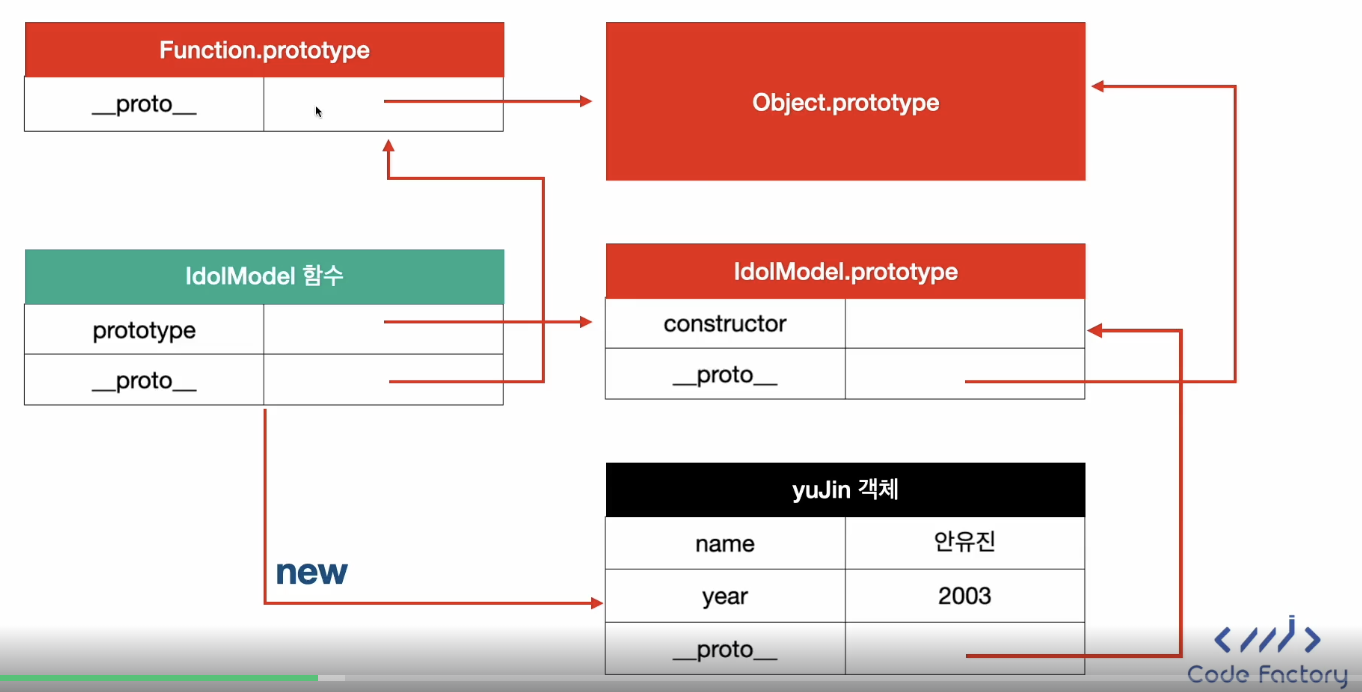 Function.prototype
__proto__
Object.prototype
IdolModel 함수
prototype
__proto__
IdolModel.prototype
constructor
__proto__
new
yuJin 객체
name 안유진
year 2003
__proto__
Code Factory